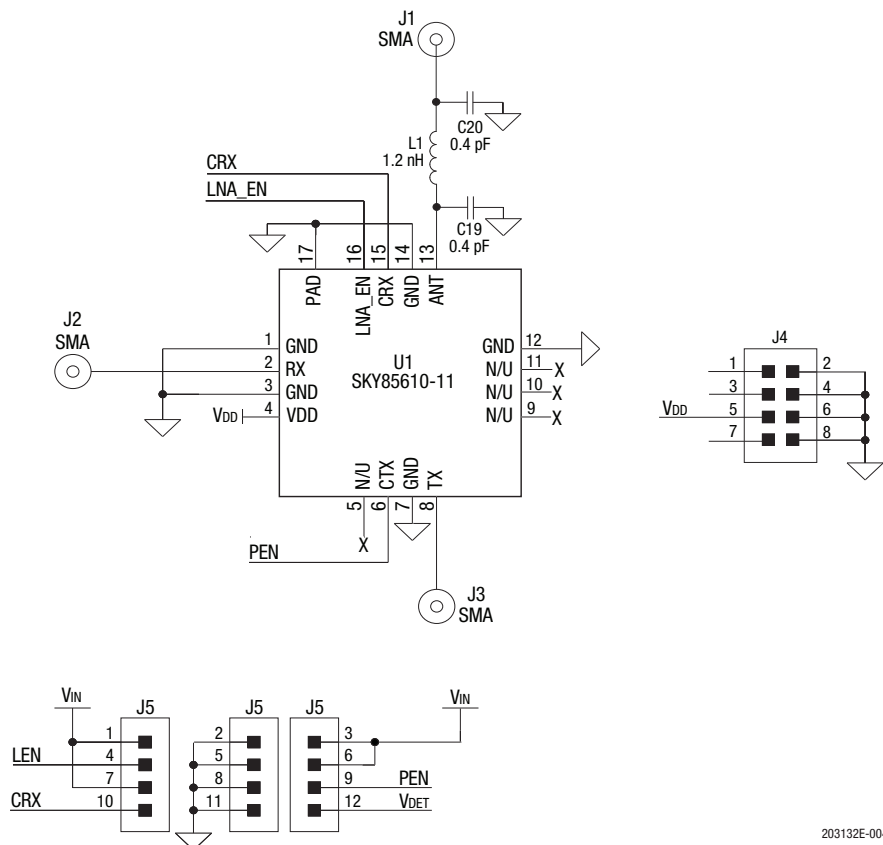 J1
SMA
C20
0.4 pF
L1
1.2 nH
CRX
LNA_EN
C19
0.4 pF
17 16 15 14 13
PAD LNA_EN CRX GND ANT
J2
SMA
1 GND
2 RX
3 GND
VDD 4 VDD
U1
SKY85610-11
GND 12
N/U 11 X
N/U 10 X
N/U 9 X
N/U CTX GND TX
5 6 7 8
X
PEN
J3
SMA
J4
1 2
3 4
VDD 5 6
7 8
VIN
J5
1
LEN 4
7
CRX 10
J5
2
5
8
11
J5
VIN
3
6
9 PEN
12 VDET